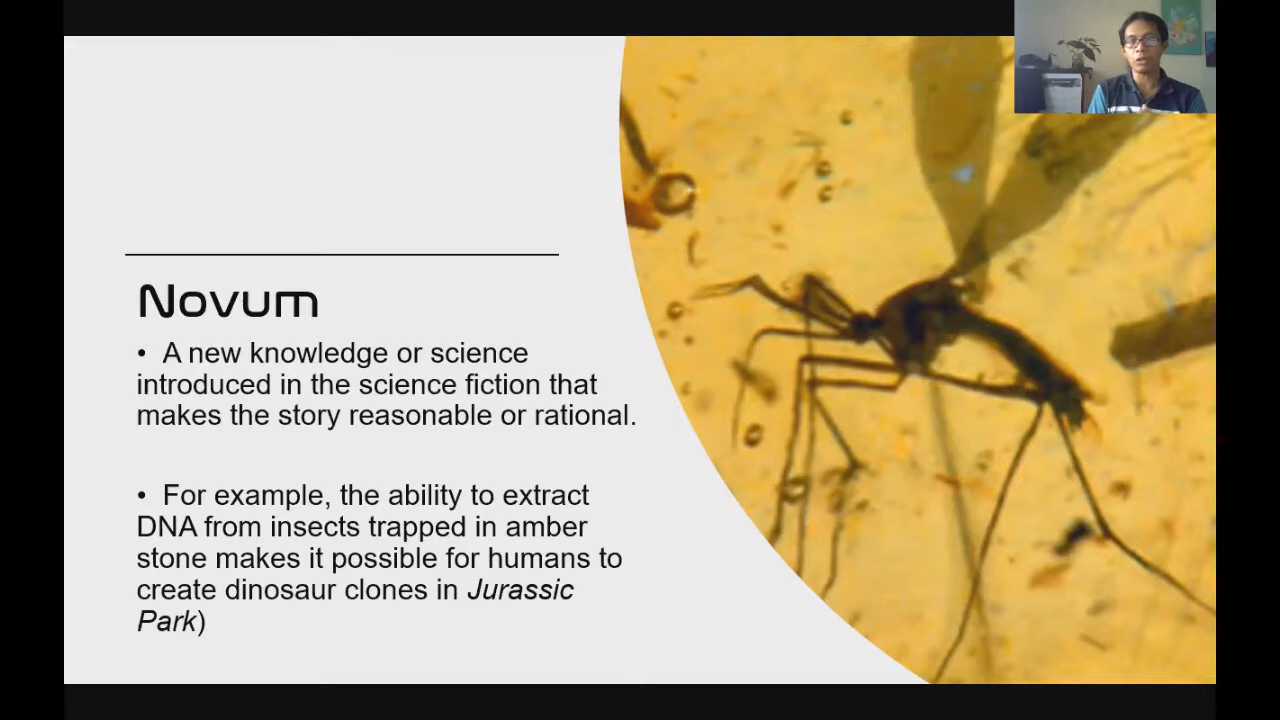 Novum
• A new knowledge or science
introduced in the science fiction that
makes the story reasonable or rational.
• For example, the ability to extract
DNA from insects trapped in amber
stone makes it possible for humans to
create dinosaur clones in Jurassic
Park)